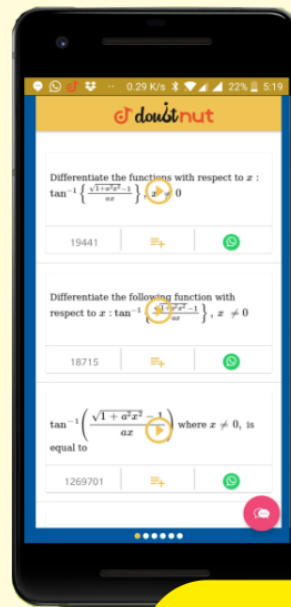 0.29 K/s 22% 5:19
doubtnut
Differentiate the functions with respect to x :
tan⁻¹ { (√1+a²x² −1) / ax }, x ≠ 0
19441
Differentiate the following function with
respect to x : tan⁻¹ { (√1+a²x² −1) / ax }, x ≠ 0
18715
tan⁻¹ ( (√1 + a²x² − 1) / ax ) where x ≠ 0, is
equal to
1269701